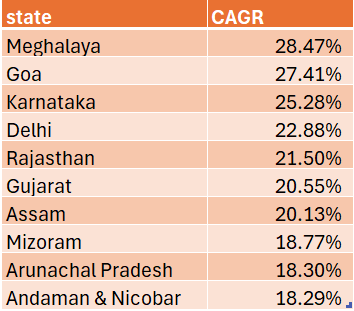 state CAGR
Meghalaya 28.47%
Goa 27.41%
Karnataka 25.28%
Delhi 22.88%
Rajasthan 21.50%
Gujarat 20.55%
Assam 20.13%
Mizoram 18.77%
Arunachal Pradesh 18.30%
Andaman & Nicobar 18.29%